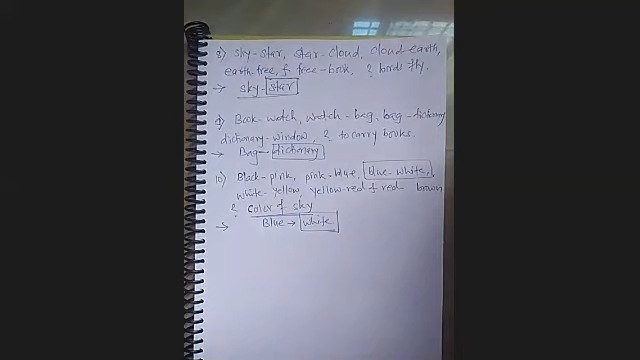 8) sky-star, star-cloud, cloud-earth,
earth-tree, & tree-book, ? birds fly.
→ sky-star
9) Book-watch, watch-bag, bag-dictionary
dictionary-window, ? to carry books.
→ Bag-dictionary
10) Black-pink, pink-blue, blue-white,
white-yellow, yellow-red & red-brown
? color of sky
→ Blue → white